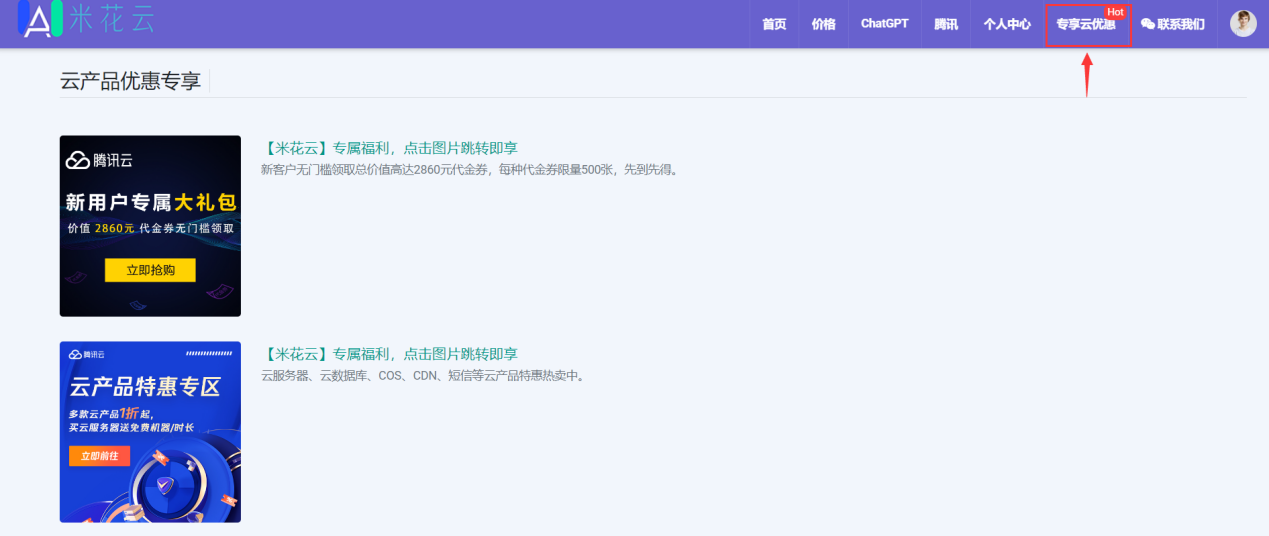 AI 米花云
首页 价格 ChatGPT 腾讯 个人中心 专享云优惠 Hot 联系我们
云产品优惠专享
腾讯云
新用户专属大礼包
价值 2860元 代金券无门槛领取
立即抢购
【米花云】专属福利，点击图片跳转即享
新客户无门槛领取总价值高达2860元代金券，每种代金券限量500张，先到先得。
腾讯云
云产品特惠专区
多款云产品1折起，
买云服务器送免费机器/时长
立即前往
【米花云】专属福利，点击图片跳转即享
云服务器、云数据库、COS、CDN、短信等云产品特惠热卖中。